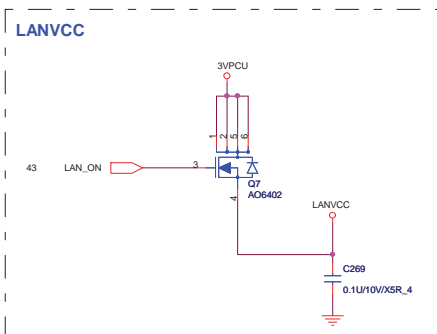 LANVCC
3VPCU
1
2
5
6
43 LAN_ON 3
Q7
AO6402
4
LANVCC
C269
0.1U/10V/X5R_4